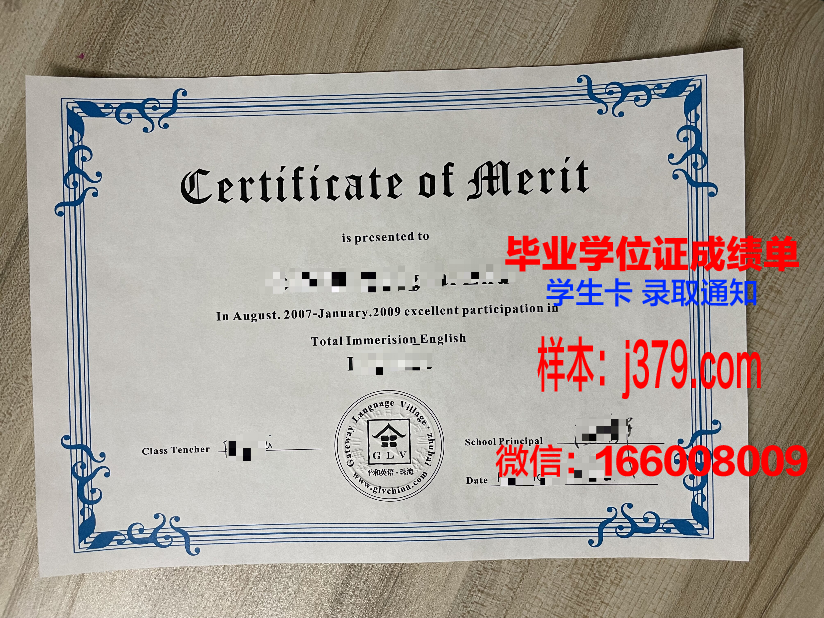 Certificate of Merit
is presented to
毕业学位证成绩单
学生卡 录取通知
In August. 2007-January.2009 excellent participation in
Total Immerision English
样本：j379.com
Gateway Language Village · zhuhai
GLV
www.glvchina.com
Class Tencher
School Principal
微信：166008009
Date